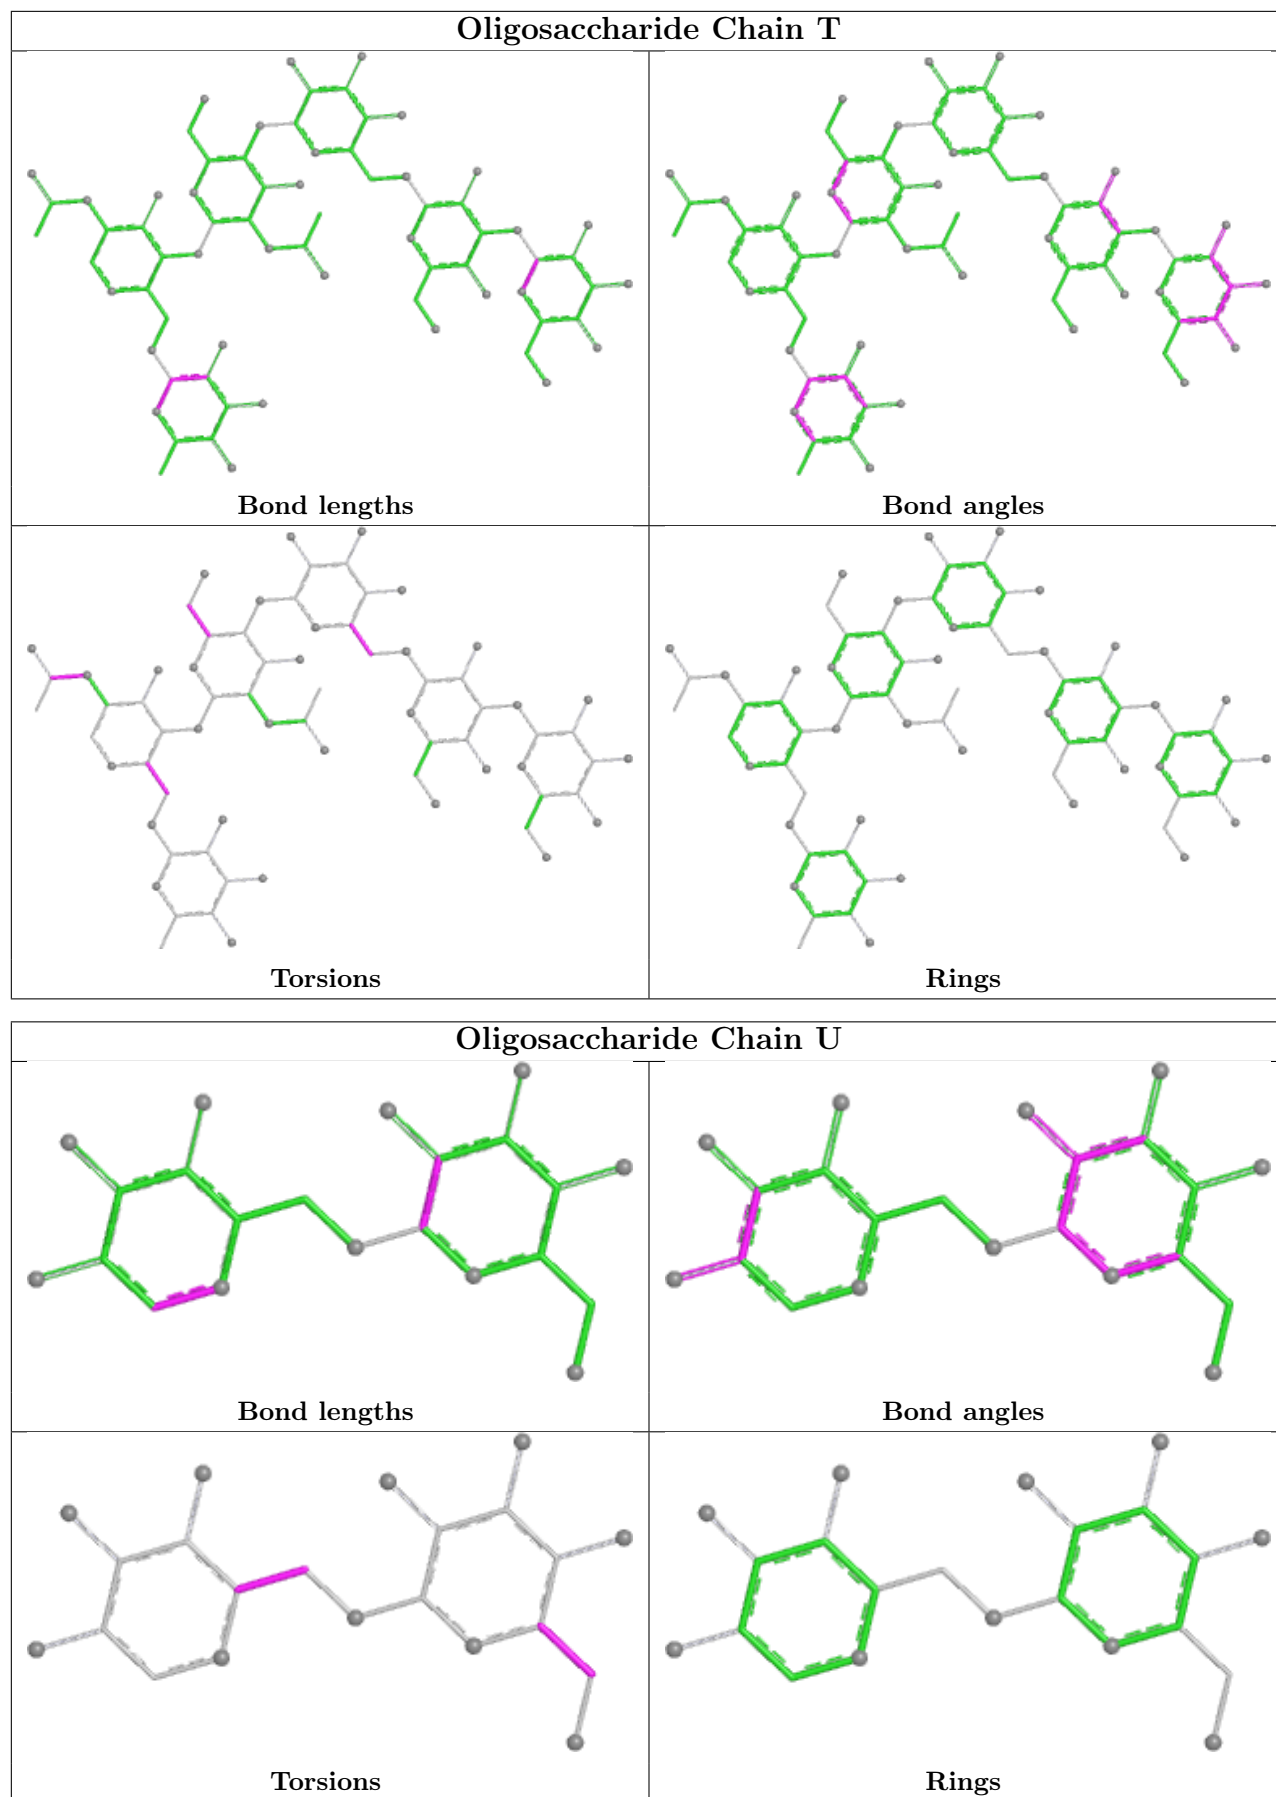 Oligosaccharide Chain T
Bond lengths
Bond angles
Torsions
Rings
Oligosaccharide Chain U
Bond lengths
Bond angles
Torsions
Rings